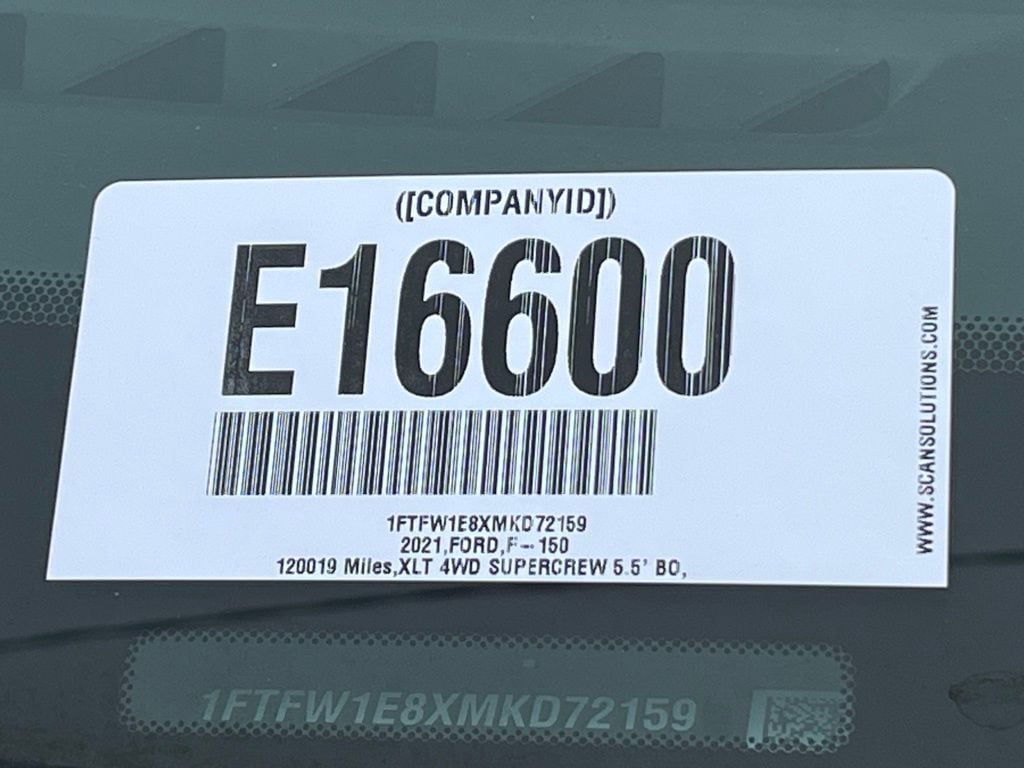 ([COMPANYID])
E16600
1FTFW1E8XMKD72159
2021,FORD,F-150
120019 Miles,XLT 4WD SUPERCREW 5.5' BO,
WWW.SCANSOLUTIONS.COM
1FTFW1E8XMKD72159